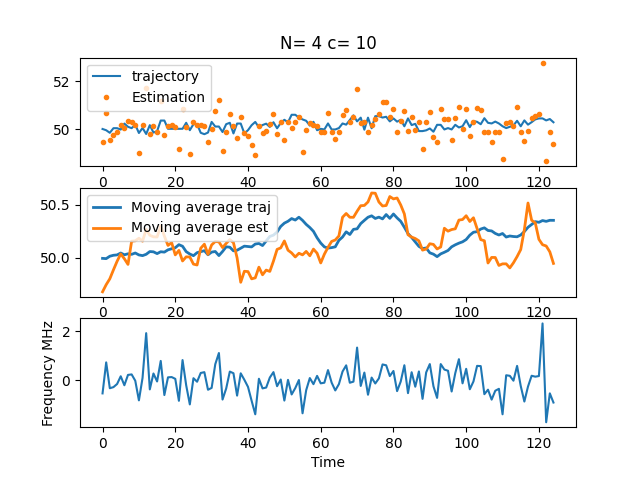 N= 4 c= 10
52
50
trajectory
Estimation
0 20 40 60 80 100 120
50.5
50.0
Moving average traj
Moving average est
0 20 40 60 80 100 120
Frequency MHz
2
0
0 20 40 60 80 100 120
Time